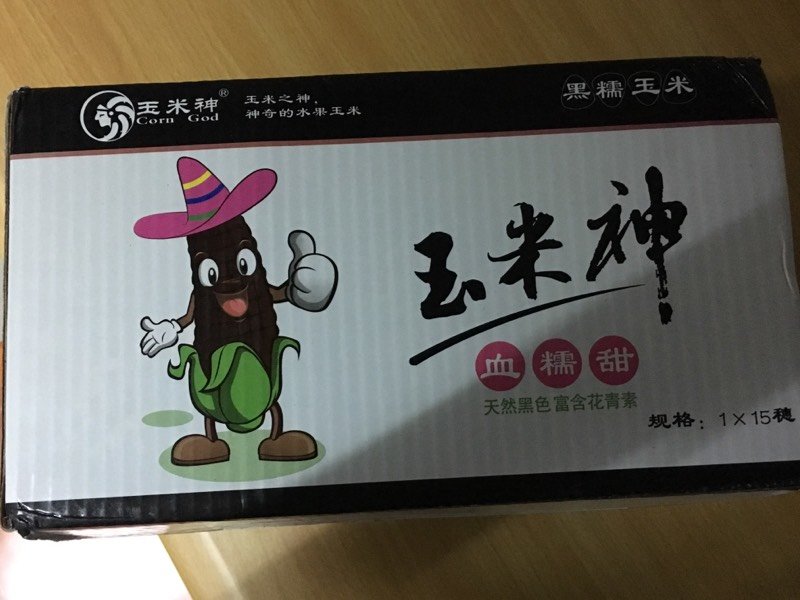 玉米神®
Corn God
玉米之神,
神奇的水果玉米
黑糯玉米
玉米神
血糯甜
天然黑色 富含花青素
规格:1×15穗